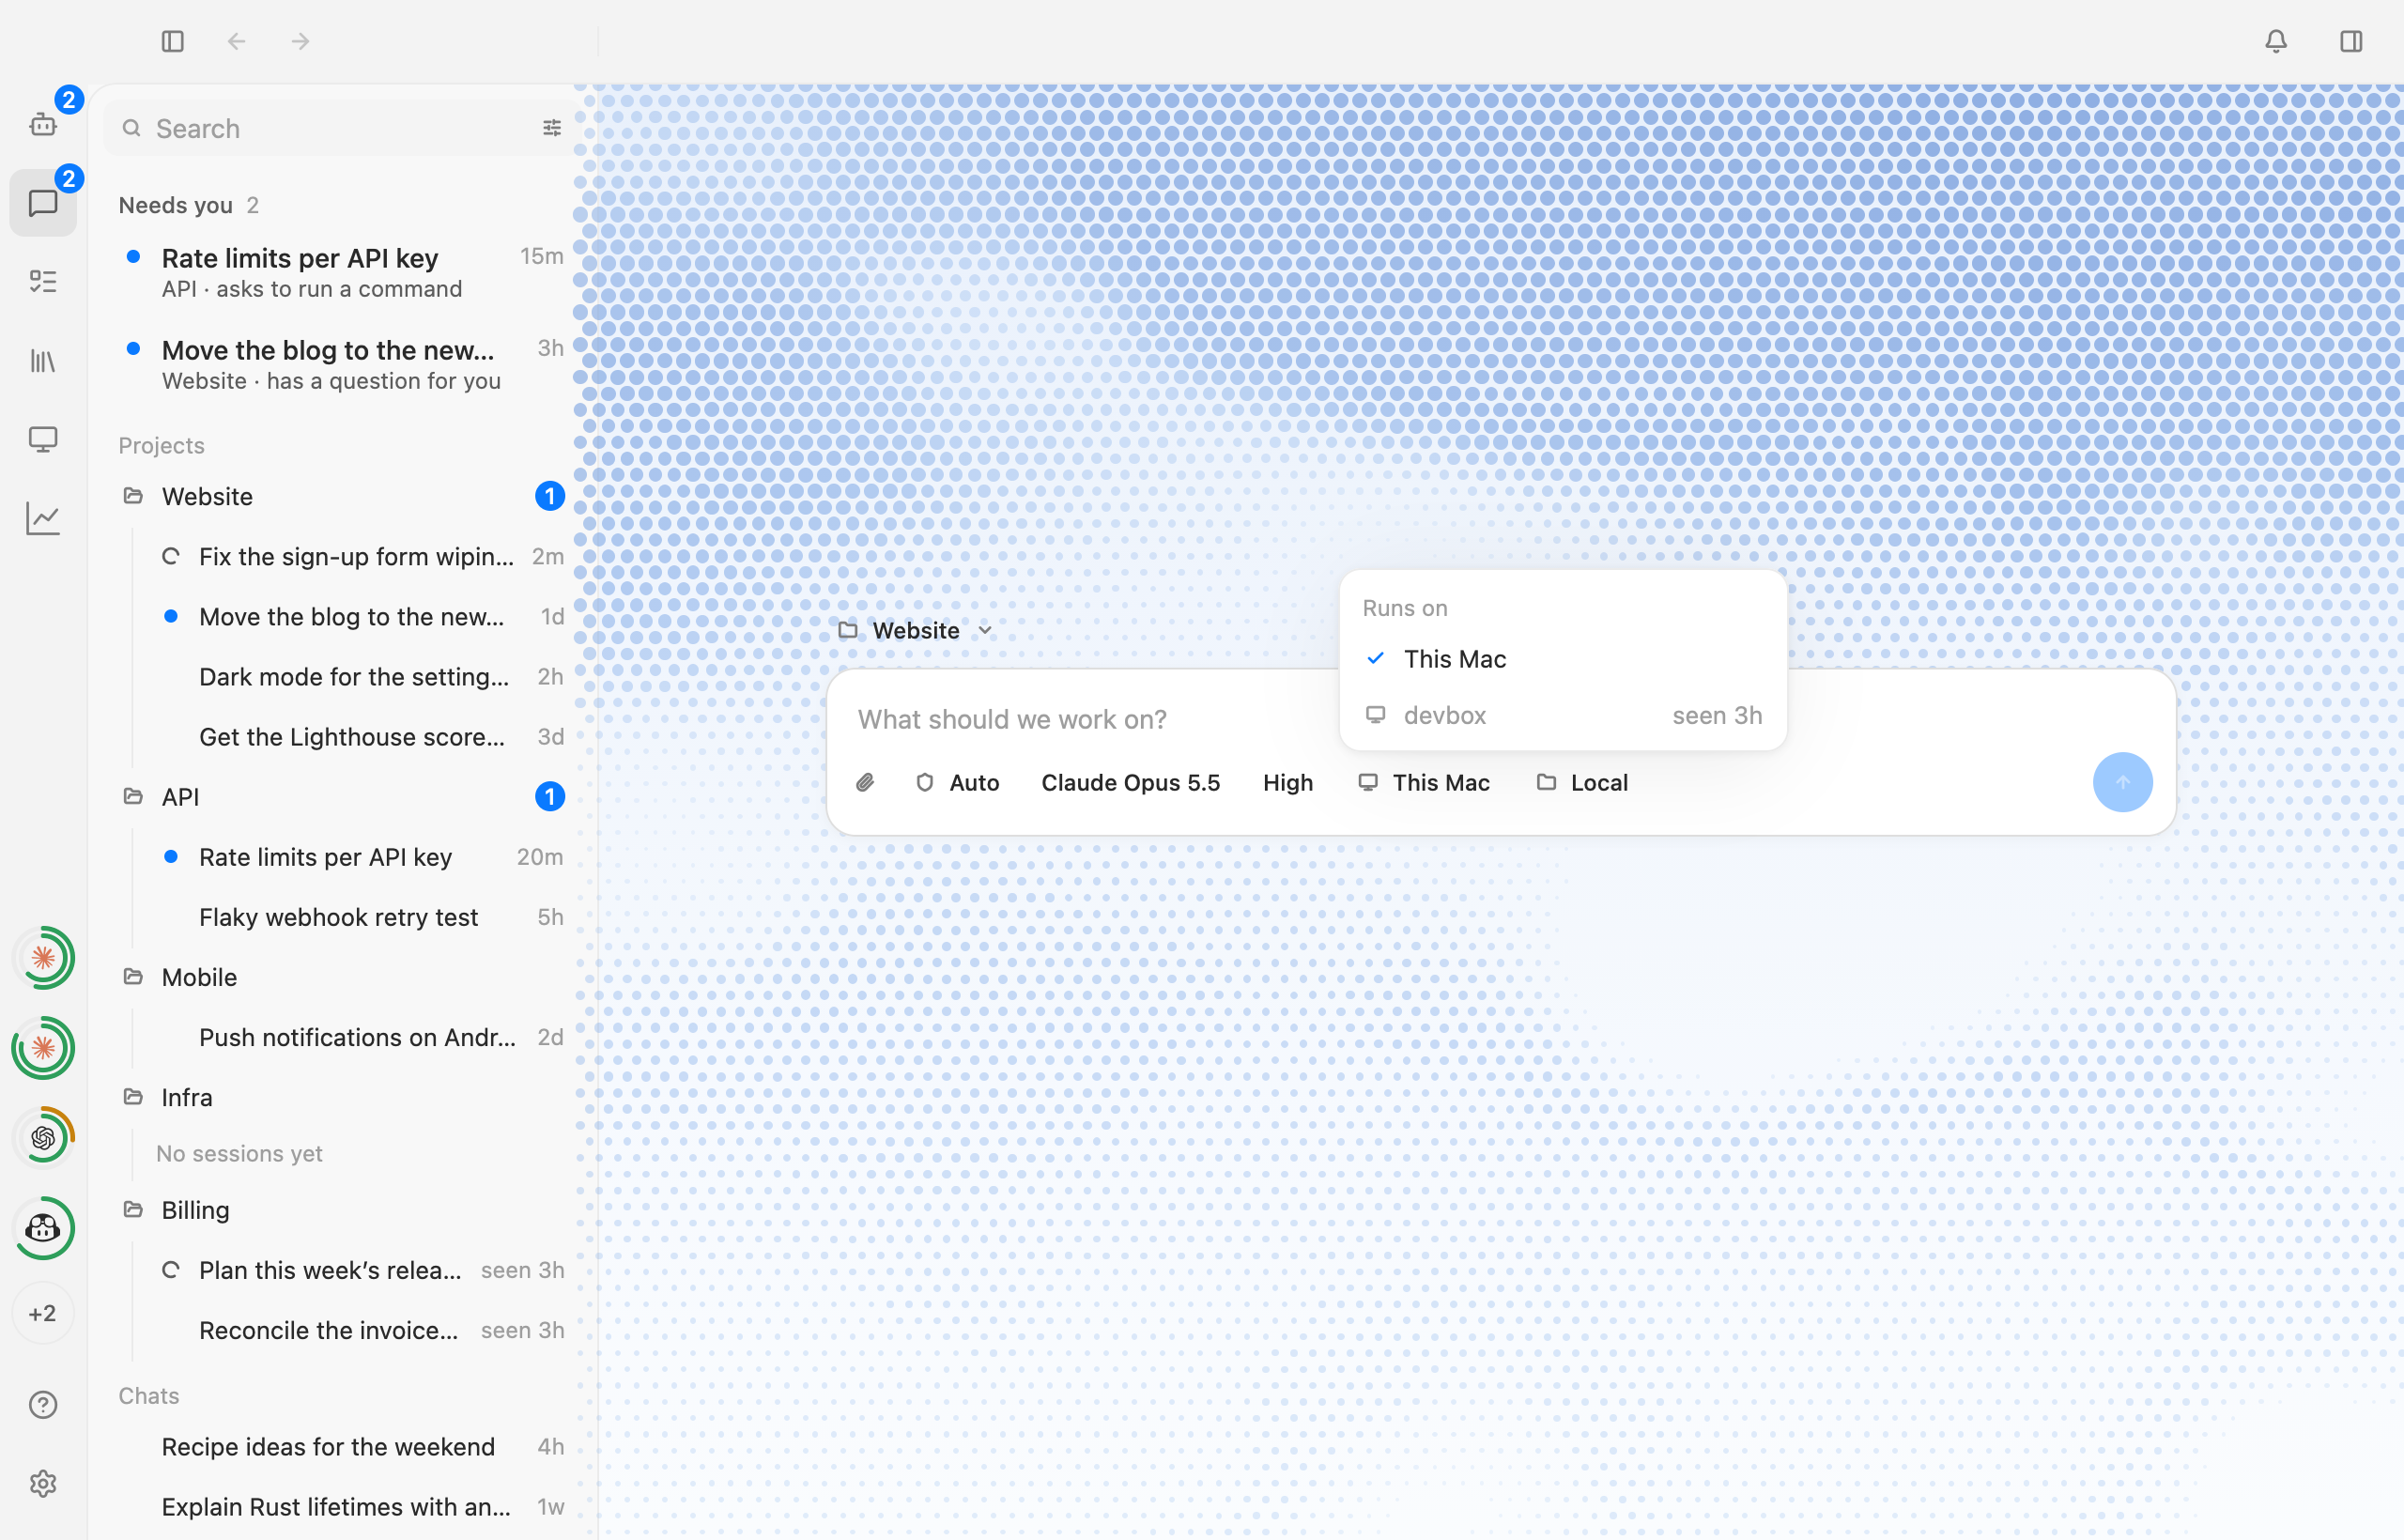 2
2
Search
Needs you 2
Rate limits per API key 15m
API · asks to run a command
Move the blog to the new... 3h
Website · has a question for you
Projects
Website 1
Fix the sign-up form wipin... 2m
Move the blog to the new... 1d
Dark mode for the setting... 2h
Get the Lighthouse score... 3d
API 1
Rate limits per API key 20m
Flaky webhook retry test 5h
Mobile
Push notifications on Andr... 2d
Infra
No sessions yet
Billing
Plan this week’s relea... seen 3h
Reconcile the invoice... seen 3h
Chats
Recipe ideas for the weekend 4h
Explain Rust lifetimes with an... 1w
+2
Website
Runs on
This Mac
devbox seen 3h
What should we work on?
Auto Claude Opus 5.5 High This Mac Local